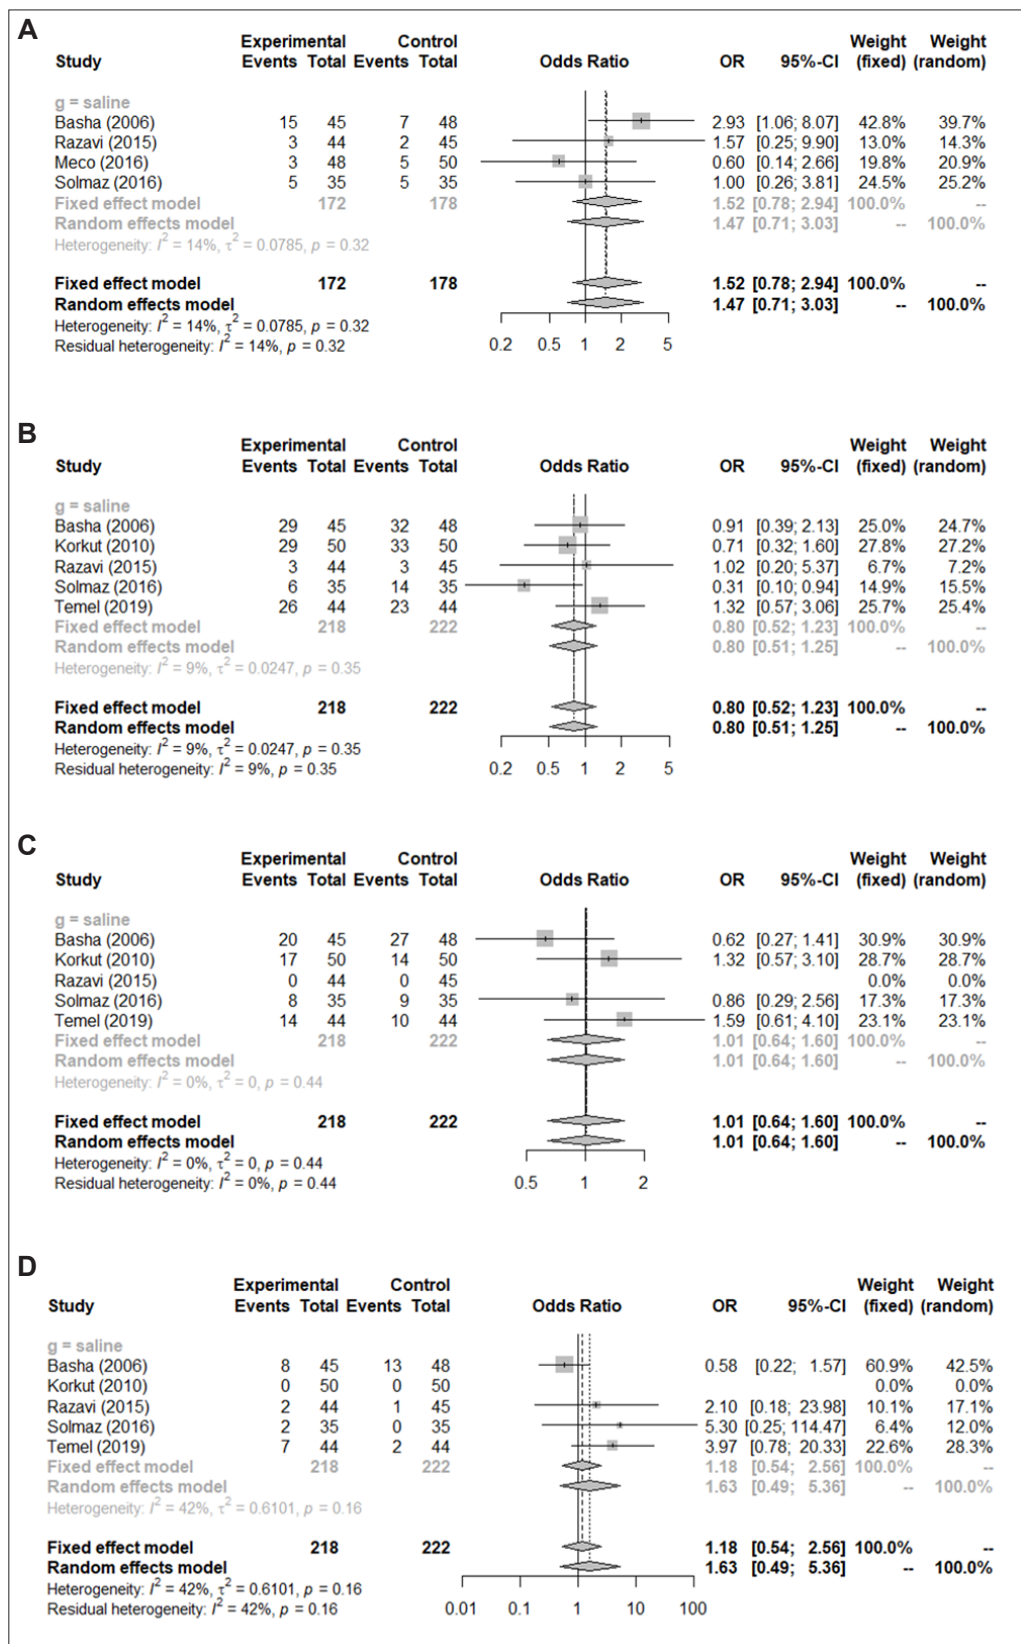 A
Experimental Control Weight Weight
Study Events Total Events Total Odds Ratio OR 95%-CI (fixed) (random)
g = saline
Basha (2006) 15 45 7 48 2.93 [1.06; 8.07] 42.8% 39.7%
Razavi (2015) 3 44 2 45 1.57 [0.25; 9.90] 13.0% 14.3%
Meco (2016) 3 48 5 50 0.60 [0.14; 2.66] 19.8% 20.9%
Solmaz (2016) 5 35 5 35 1.00 [0.26; 3.81] 24.5% 25.2%
Fixed effect model 172 178 1.52 [0.78; 2.94] 100.0% --
Random effects model 1.47 [0.71; 3.03] -- 100.0%
Heterogeneity: I² = 14%, τ² = 0.0785, p = 0.32
Fixed effect model 172 178 1.52 [0.78; 2.94] 100.0% --
Random effects model 1.47 [0.71; 3.03] -- 100.0%
Heterogeneity: I² = 14%, τ² = 0.0785, p = 0.32
Residual heterogeneity: I² = 14%, p = 0.32
0.2 0.5 1 2 5
B
Experimental Control Weight Weight
Study Events Total Events Total Odds Ratio OR 95%-CI (fixed) (random)
g = saline
Basha (2006) 29 45 32 48 0.91 [0.39; 2.13] 25.0% 24.7%
Korkut (2010) 29 50 33 50 0.71 [0.32; 1.60] 27.8% 27.2%
Razavi (2015) 3 44 3 45 1.02 [0.20; 5.37] 6.7% 7.2%
Solmaz (2016) 6 35 14 35 0.31 [0.10; 0.94] 14.9% 15.5%
Temel (2019) 26 44 23 44 1.32 [0.57; 3.06] 25.7% 25.4%
Fixed effect model 218 222 0.80 [0.52; 1.23] 100.0% --
Random effects model 0.80 [0.51; 1.25] -- 100.0%
Heterogeneity: I² = 9%, τ² = 0.0247, p = 0.35
Fixed effect model 218 222 0.80 [0.52; 1.23] 100.0% --
Random effects model 0.80 [0.51; 1.25] -- 100.0%
Heterogeneity: I² = 9%, τ² = 0.0247, p = 0.35
Residual heterogeneity: I² = 9%, p = 0.35
0.2 0.5 1 2 5
C
Experimental Control Weight Weight
Study Events Total Events Total Odds Ratio OR 95%-CI (fixed) (random)
g = saline
Basha (2006) 20 45 27 48 0.62 [0.27; 1.41] 30.9% 30.9%
Korkut (2010) 17 50 14 50 1.32 [0.57; 3.10] 28.7% 28.7%
Razavi (2015) 0 44 0 45 0.0% 0.0%
Solmaz (2016) 8 35 9 35 0.86 [0.29; 2.56] 17.3% 17.3%
Temel (2019) 14 44 10 44 1.59 [0.61; 4.10] 23.1% 23.1%
Fixed effect model 218 222 1.01 [0.64; 1.60] 100.0% --
Random effects model 1.01 [0.64; 1.60] -- 100.0%
Heterogeneity: I² = 0%, τ² = 0, p = 0.44
Fixed effect model 218 222 1.01 [0.64; 1.60] 100.0% --
Random effects model 1.01 [0.64; 1.60] -- 100.0%
Heterogeneity: I² = 0%, τ² = 0, p = 0.44
Residual heterogeneity: I² = 0%, p = 0.44
0.5 1 2
D
Experimental Control Weight Weight
Study Events Total Events Total Odds Ratio OR 95%-CI (fixed) (random)
g = saline
Basha (2006) 8 45 13 48 0.58 [0.22; 1.57] 60.9% 42.5%
Korkut (2010) 0 50 0 50 0.0% 0.0%
Razavi (2015) 2 44 1 45 2.10 [0.18; 23.98] 10.1% 17.1%
Solmaz (2016) 2 35 0 35 5.30 [0.25; 114.47] 6.4% 12.0%
Temel (2019) 7 44 2 44 3.97 [0.78; 20.33] 22.6% 28.3%
Fixed effect model 218 222 1.18 [0.54; 2.56] 100.0% --
Random effects model 1.63 [0.49; 5.36] -- 100.0%
Heterogeneity: I² = 42%, τ² = 0.6101, p = 0.16
Fixed effect model 218 222 1.18 [0.54; 2.56] 100.0% --
Random effects model 1.63 [0.49; 5.36] -- 100.0%
Heterogeneity: I² = 42%, τ² = 0.6101, p = 0.16
Residual heterogeneity: I² = 42%, p = 0.16
0.01 0.1 1 10 100